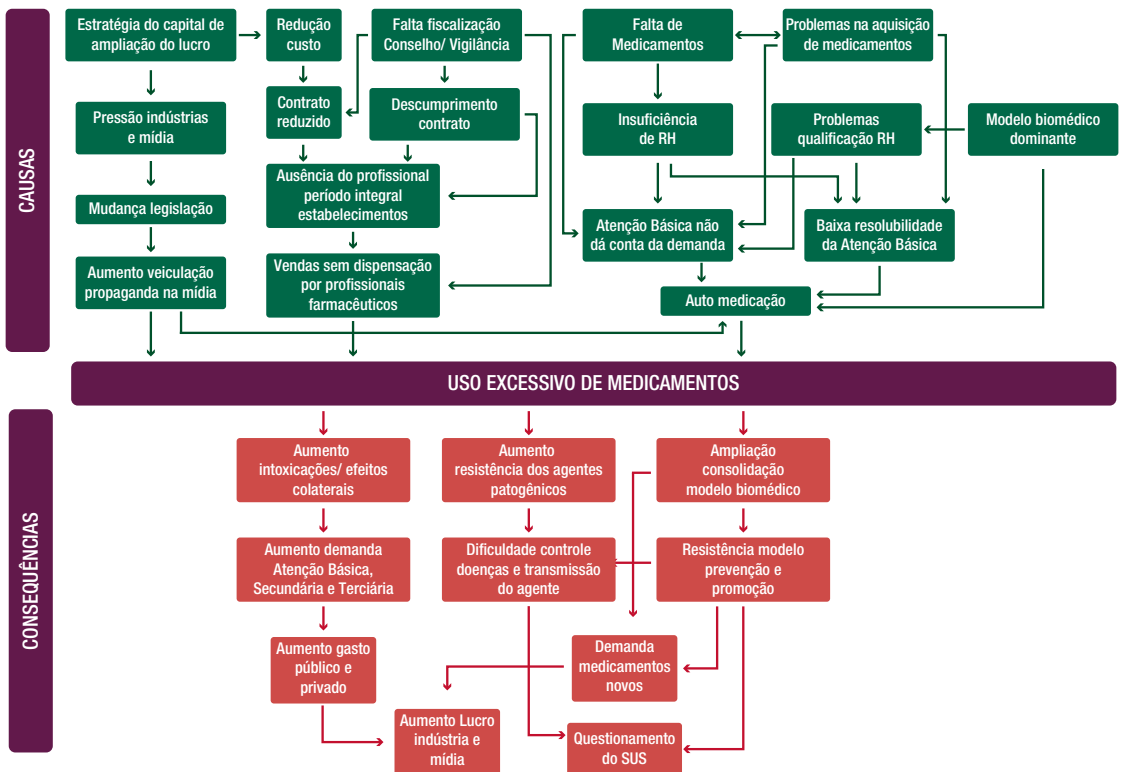 CAUSAS
Estratégia do capital de
ampliação do lucro
Redução
custo
Falta fiscalização
Conselho/ Vigilância
Falta de
Medicamentos
Problemas na aquisição
de medicamentos
Pressão indústrias
e mídia
Contrato
reduzido
Descumprimento
contrato
Insuficiência
de RH
Problemas
qualificação RH
Modelo biomédico
dominante
Mudança legislação
Ausência do profissional
período integral
estabelecimentos
Atenção Básica não
dá conta da demanda
Baixa resolubilidade
da Atenção Básica
Aumento veiculação
propaganda na mídia
Vendas sem dispensação
por profissionais
farmacêuticos
Auto medicação
USO EXCESSIVO DE MEDICAMENTOS
CONSEQUÊNCIAS
Aumento
intoxicações/ efeitos
colaterais
Aumento
resistência dos agentes
patogênicos
Ampliação
consolidação
modelo biomédico
Aumento demanda
Atenção Básica,
Secundária e Terciária
Dificuldade controle
doenças e transmissão
do agente
Resistência modelo
prevenção e
promoção
Aumento gasto
público e
privado
Demanda
medicamentos
novos
Aumento Lucro
indústria e
mídia
Questionamento
do SUS